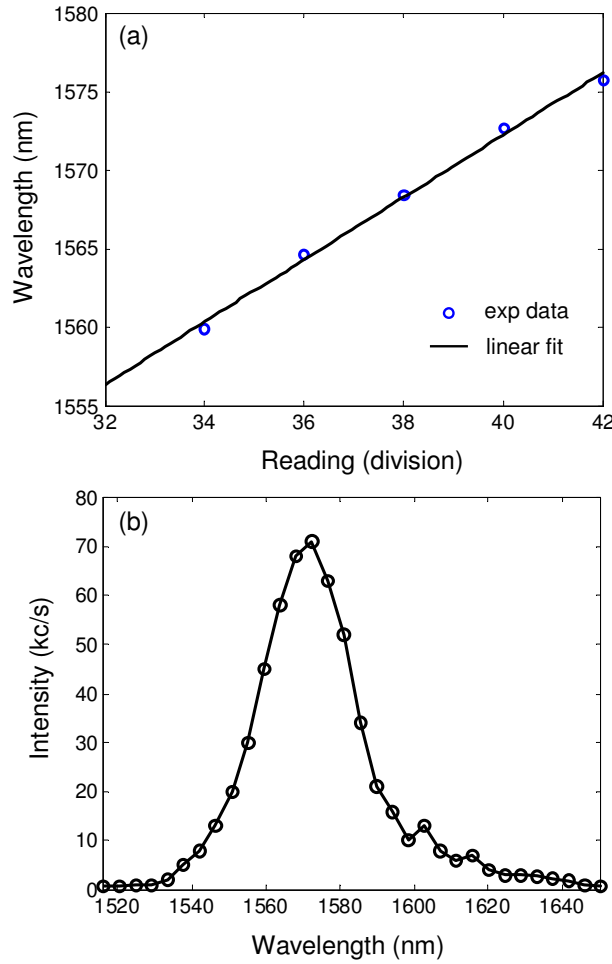 (a)
1580
1575
1570
1565
1560
1555
Wavelength (nm)
exp data
linear fit
32 34 36 38 40 42
Reading (division)
(b)
80
70
60
50
40
30
20
10
0
Intensity (kc/s)
1520 1540 1560 1580 1600 1620 1640
Wavelength (nm)